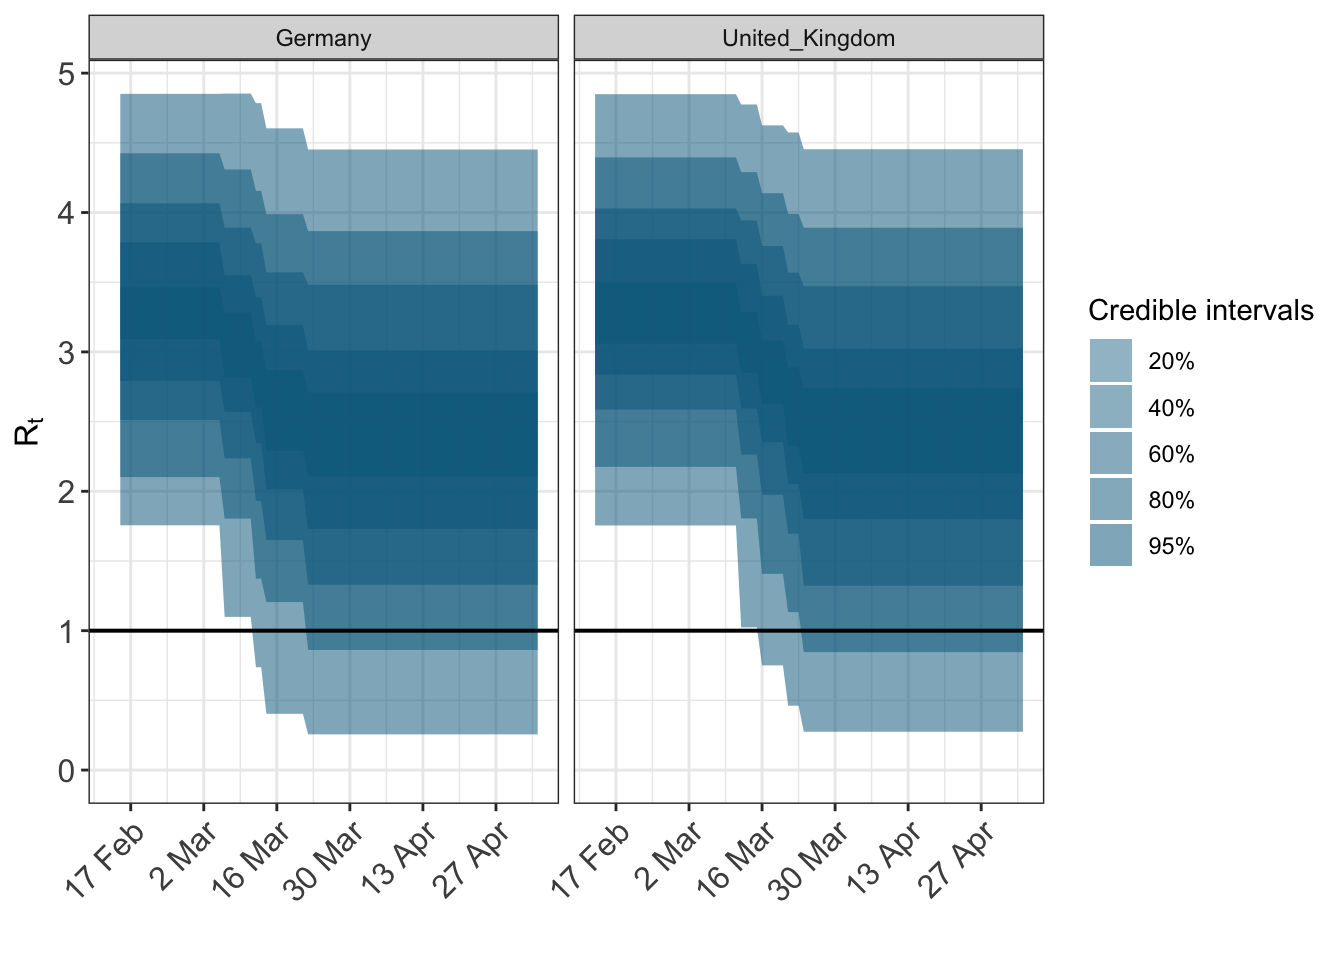 Germany
United_Kingdom
5
4
3
2
1
0
Rt
17 Feb
2 Mar
16 Mar
30 Mar
13 Apr
27 Apr
17 Feb
2 Mar
16 Mar
30 Mar
13 Apr
27 Apr
Credible intervals
20%
40%
60%
80%
95%